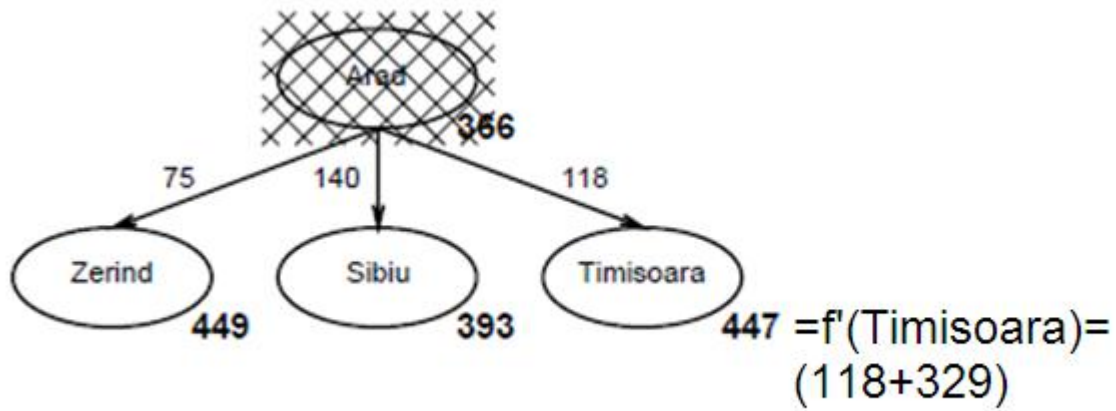 Arad
366
75
140
118
Zerind
Sibiu
Timisoara
449
393
447 =f'(Timisoara)=
(118+329)